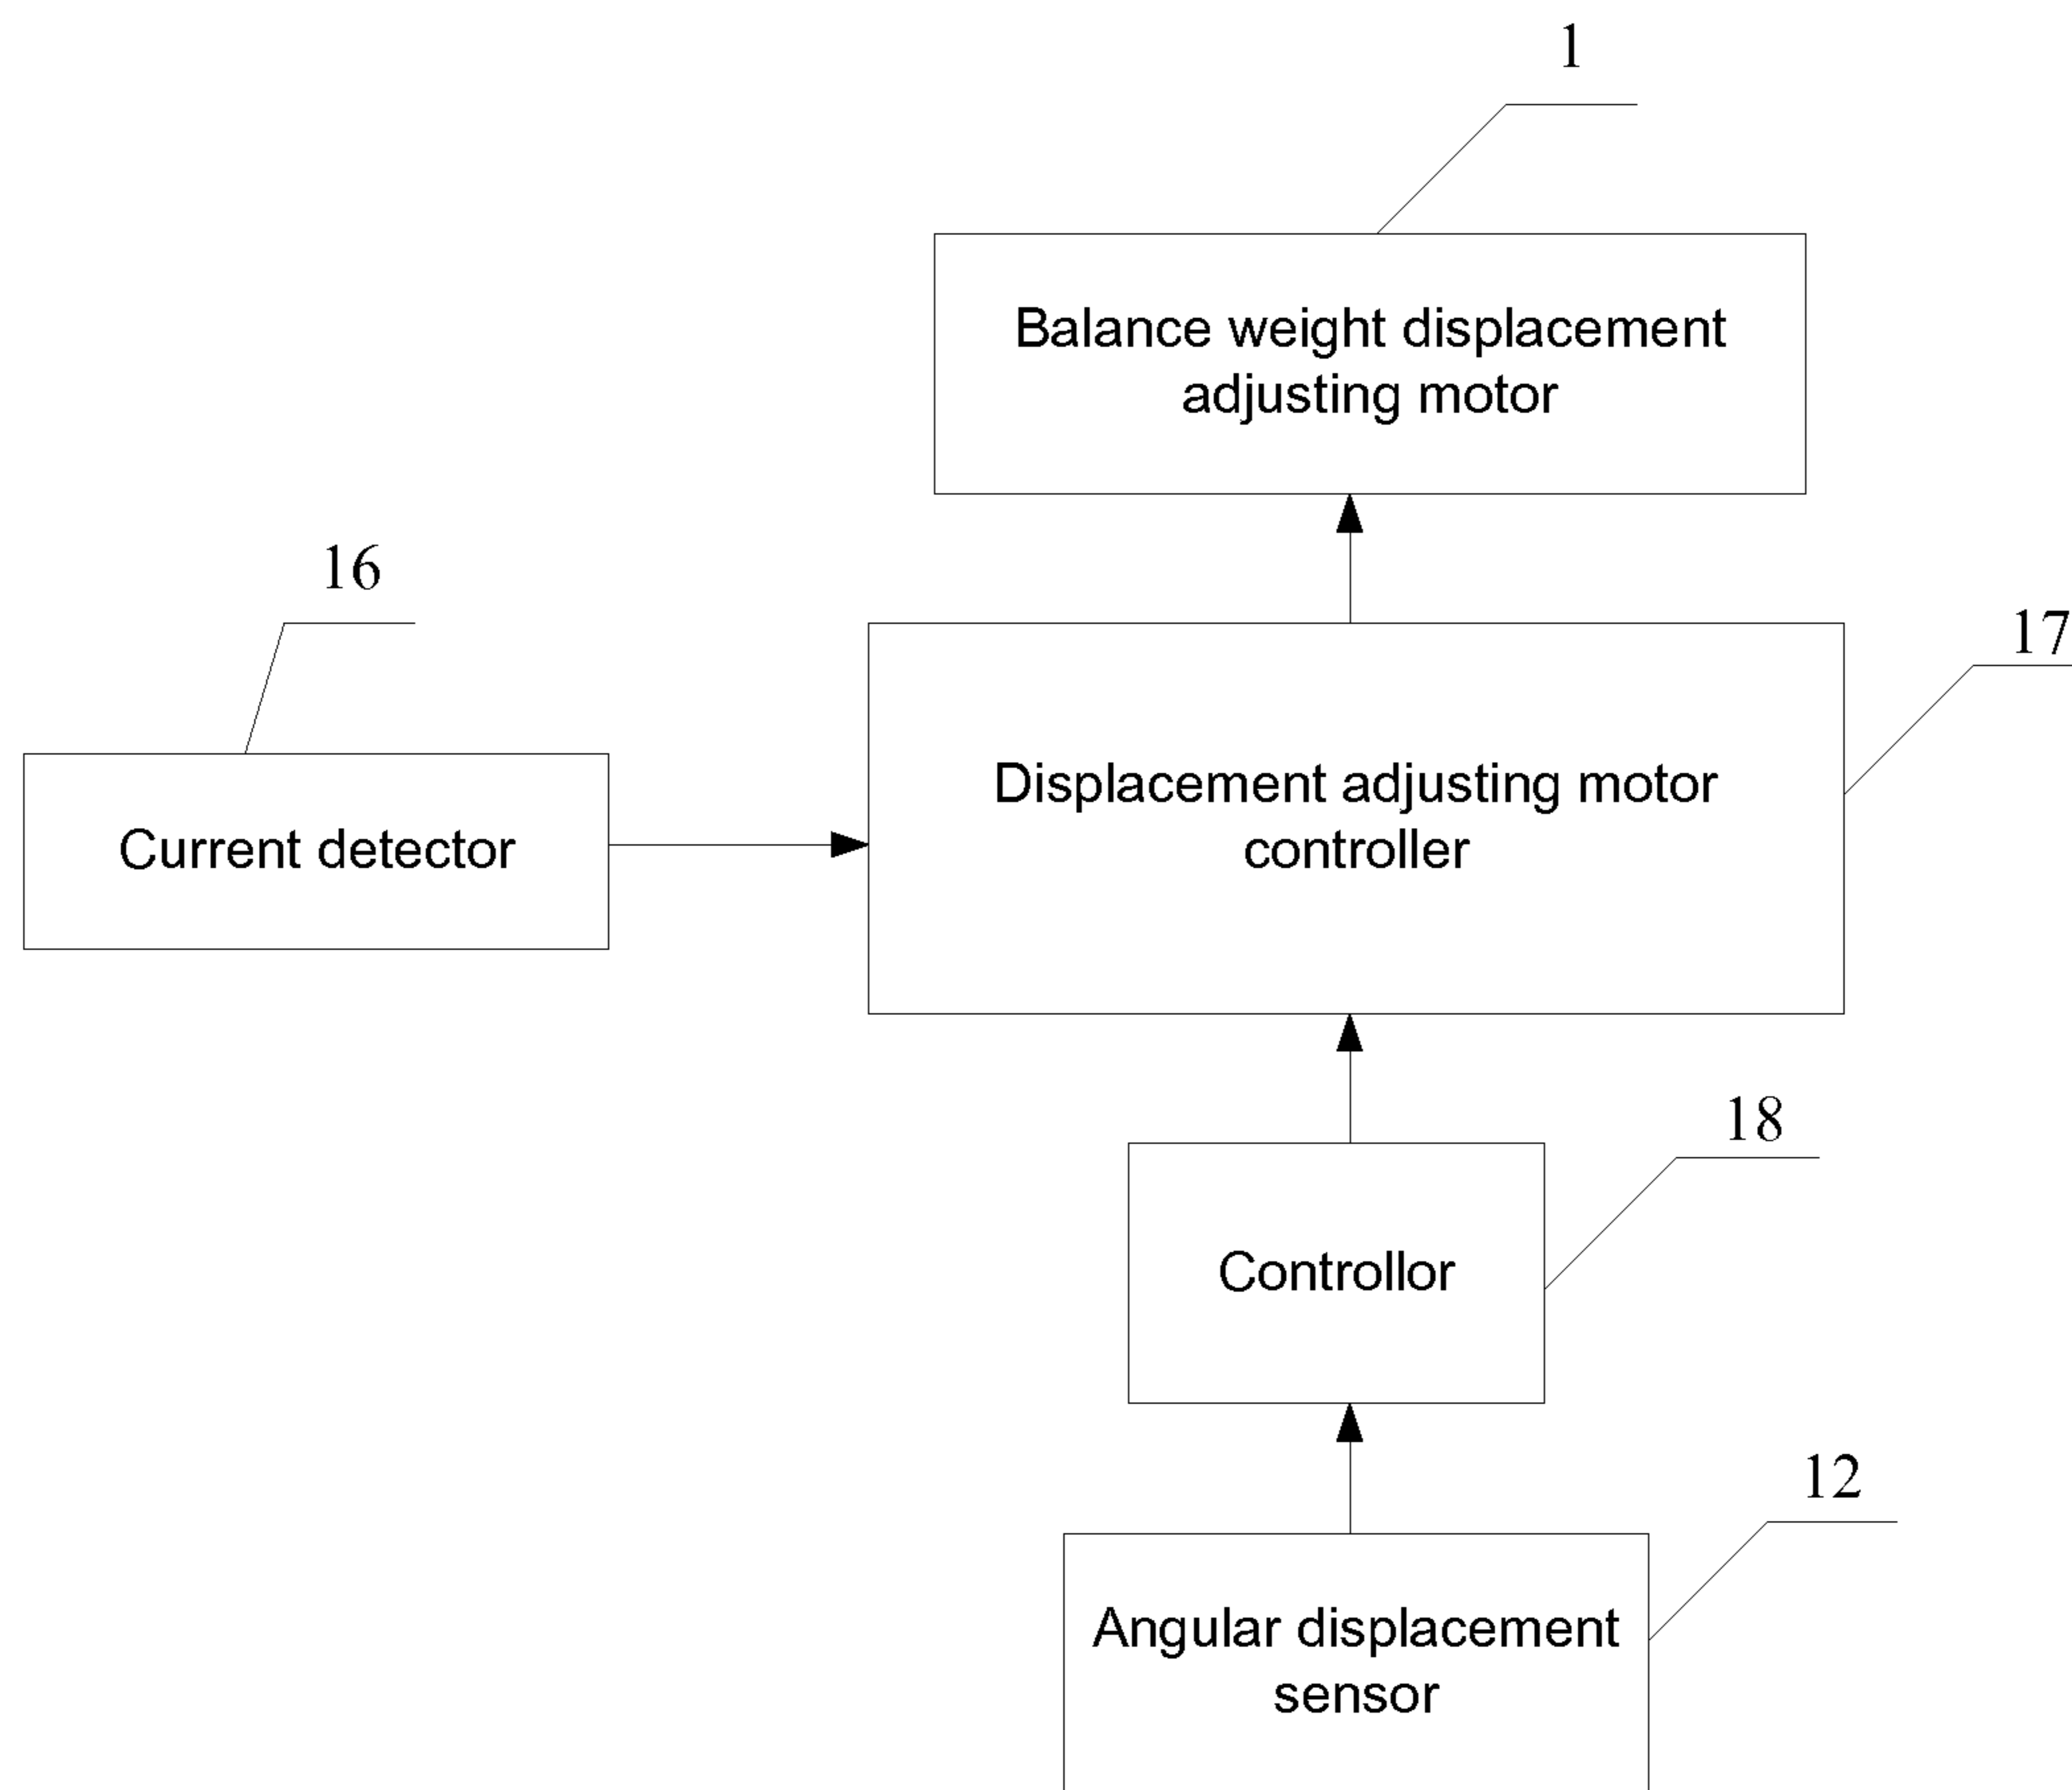 1
Balance weight displacement
adjusting motor
16
17
Displacement adjusting motor
controller
Current detector
18
Controllor
12
Angular displacement
sensor